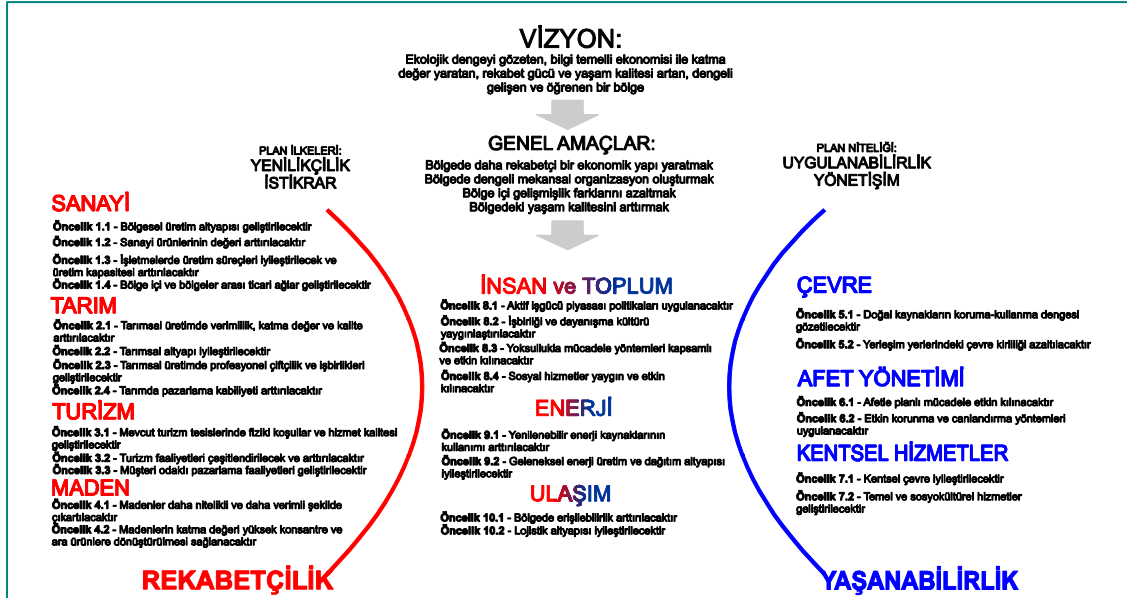 VİZYON:
Ekolojik dengeyi gözeten, bilgi temelli ekonomisi ile katma
değer yaratan, rekabet gücü ve yaşam kalitesi artan, dengeli
gelişen ve öğrenen bir bölge
GENEL AMAÇLAR:
Bölgede daha rekabetçi bir ekonomik yapı yaratmak
Bölgede dengeli mekansal organizasyon oluşturmak
Bölge içi gelişmişlik farklarını azaltmak
Bölgedeki yaşam kalitesini arttırmak
PLAN İLKELERİ:
YENİLİKÇİLİK
İSTİKRAR
PLAN NİTELİĞİ:
UYGULANABİLİRLİK
YÖNETİŞİM
SANAYİ
Öncelik 1.1 - Bölgesel üretim altyapısı geliştirilecektir
Öncelik 1.2 - Sanayi ürünlerinin değeri arttırılacaktır
Öncelik 1.3 - İşletmelerde üretim süreçleri iyileştirilecek ve
üretim kapasitesi arttırılacaktır
Öncelik 1.4 - Bölge içi ve bölgeler arası ticari ağlar geliştirilecektir
TARIM
Öncelik 2.1 - Tarımsal üretimde verimlilik, katma değer ve kalite
arttırılacaktır
Öncelik 2.2 - Tarımsal altyapı iyileştirilecektir
Öncelik 2.3 - Tarımsal üretimde profesyonel çiftçilik ve işbirlikleri
geliştirilecektir
Öncelik 2.4 - Tarımda pazarlama kabiliyeti arttırılacaktır
TURİZM
Öncelik 3.1 - Mevcut turizm tesislerinde fiziki koşullar ve hizmet kalitesi
geliştirilecektir
Öncelik 3.2 - Turizm faaliyetleri çeşitlendirilecek ve arttırılacaktır
Öncelik 3.3 - Müşteri odaklı pazarlama faaliyetleri geliştirilecektir
MADEN
Öncelik 4.1 - Madenler daha nitelikli ve daha verimli şekilde
çıkartılacaktır
Öncelik 4.2 - Madenlerin katma değeri yüksek konsantre ve
ara ürünlere dönüştürülmesi sağlanacaktır
REKABETÇİLİK
İNSAN ve TOPLUM
Öncelik 8.1 - Aktif işgücü piyasası politikaları uygulanacaktır
Öncelik 8.2 - İşbirliği ve dayanışma kültürü
yaygınlaştırılacaktır
Öncelik 8.3 - Yoksullukla mücadele yöntemleri kapsamlı
ve etkin kılınacaktır
Öncelik 8.4 - Sosyal hizmetler yaygın ve etkin
kılınacaktır
ENERJİ
Öncelik 9.1 - Yenilenebilir enerji kaynaklarının
kullanımı arttırılacaktır
Öncelik 9.2 - Geleneksel enerji üretim ve dağıtım altyapısı
iyileştirilecektir
ULAŞIM
Öncelik 10.1 - Bölgede erişilebilirlik arttırılacaktır
Öncelik 10.2 - Lojistik altyapısı iyileştirilecektir
ÇEVRE
Öncelik 5.1 - Doğal kaynakların koruma-kullanma dengesi
gözetilecektir
Öncelik 5.2 - Yerleşim yerlerindeki çevre kirliliği azaltılacaktır
AFET YÖNETİMİ
Öncelik 6.1 - Afetle planlı mücadele etkin kılınacaktır
Öncelik 6.2 - Etkin korunma ve canlandırma yöntemleri
uygulanacaktır
KENTSEL HİZMETLER
Öncelik 7.1 - Kentsel çevre iyileştirilecektir
Öncelik 7.2 - Temel ve sosyokültürel hizmetler
geliştirilecektir
YAŞANABİLİRLİK